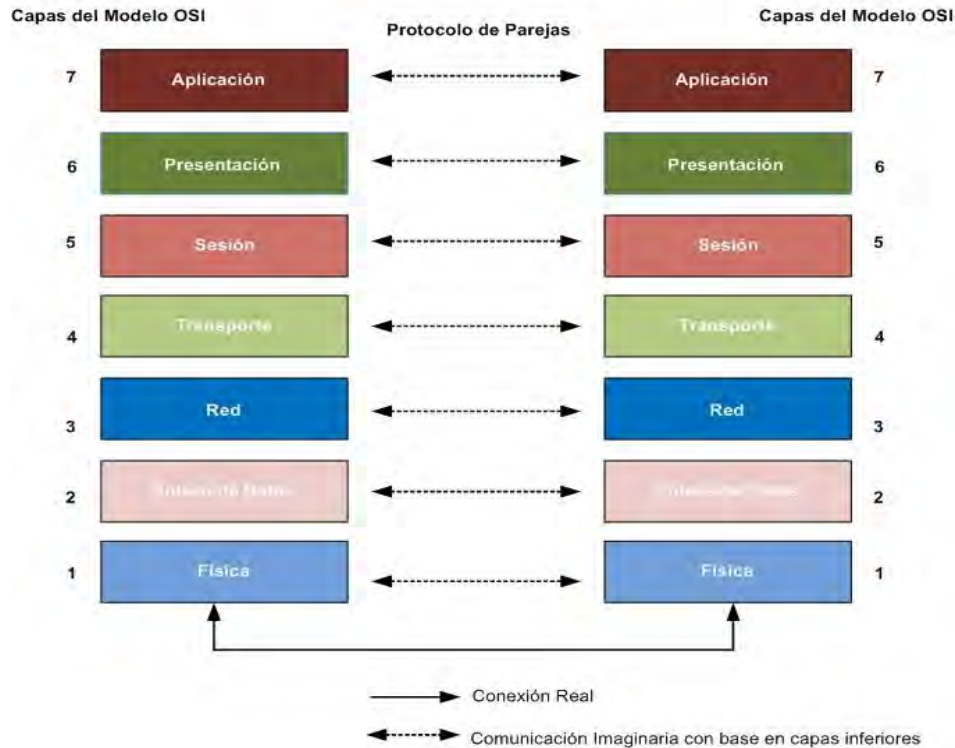 Capas del Modelo OSI
Capas del Modelo OSI
Protocolo de Parejas
7
Aplicación
Aplicación
7
6
Presentación
Presentación
6
5
Sesión
Sesión
5
4
Transporte
Transporte
4
3
Red
Red
3
2
2
1
Física
Física
1
Conexión Real
Comunicación Imaginaria con base en capas inferiores